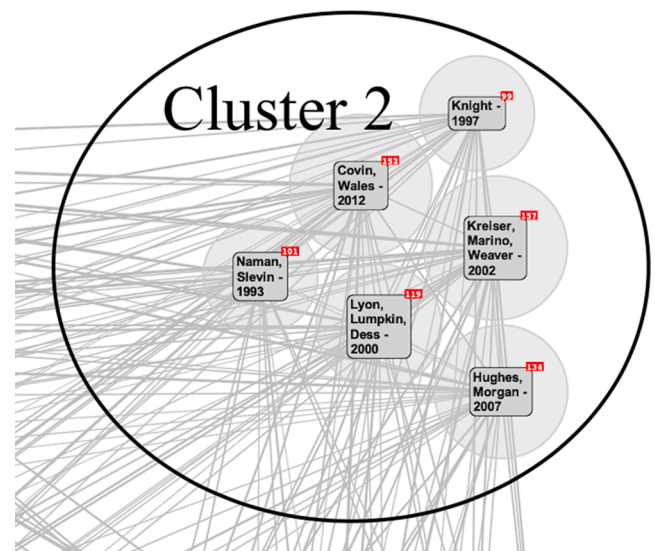 Cluster 2
99
Knight -
1997
152
Covin,
Wales -
2012
157
Kreiser,
Marino,
Weaver -
2002
101
Naman,
Slevin -
1993
119
Lyon,
Lumpkin,
Dess -
2000
134
Hughes,
Morgan -
2007